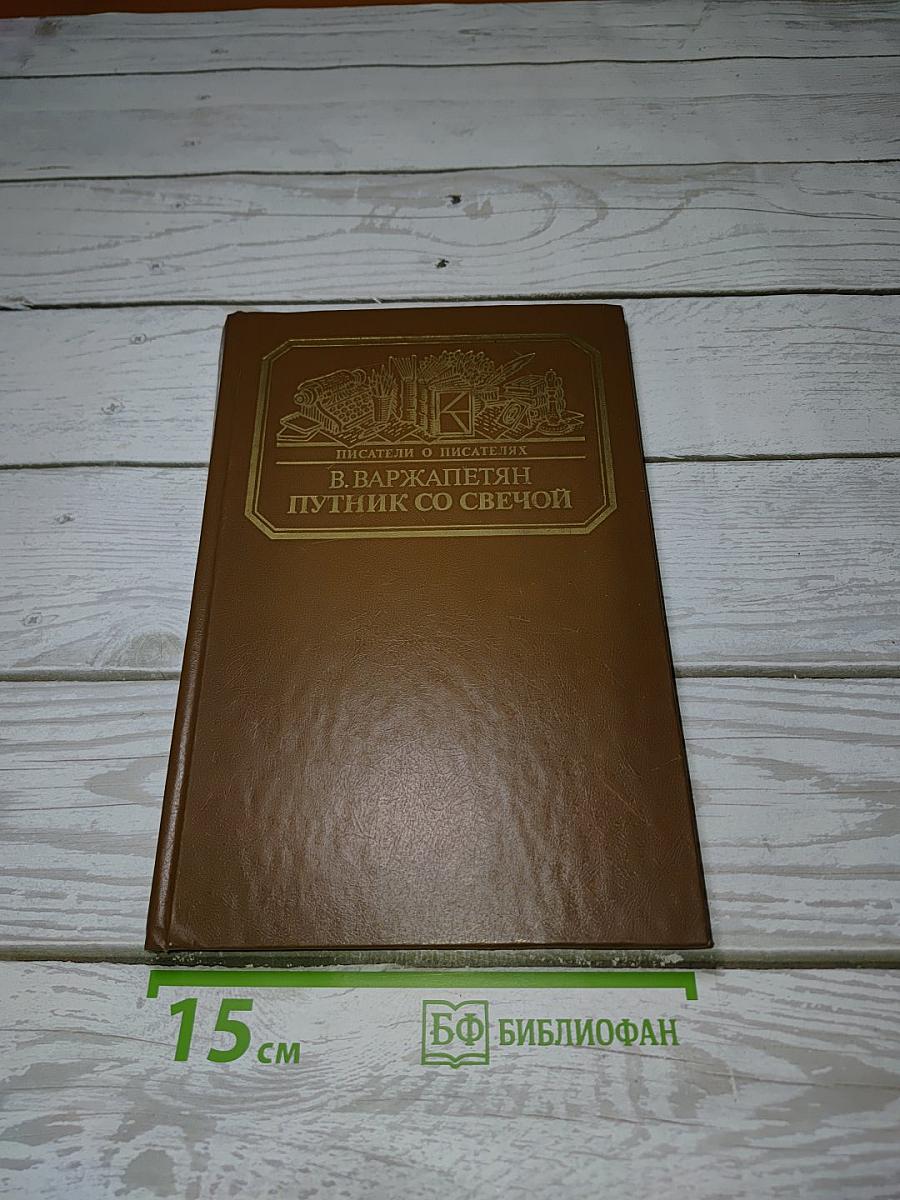 ПИСАТЕЛИ О ПИСАТЕЛЯХ
В. ВАРЖАПЕТЯН
ПУТНИК СО СВЕЧОЙ
15 см
БФ БИБЛИОФАН